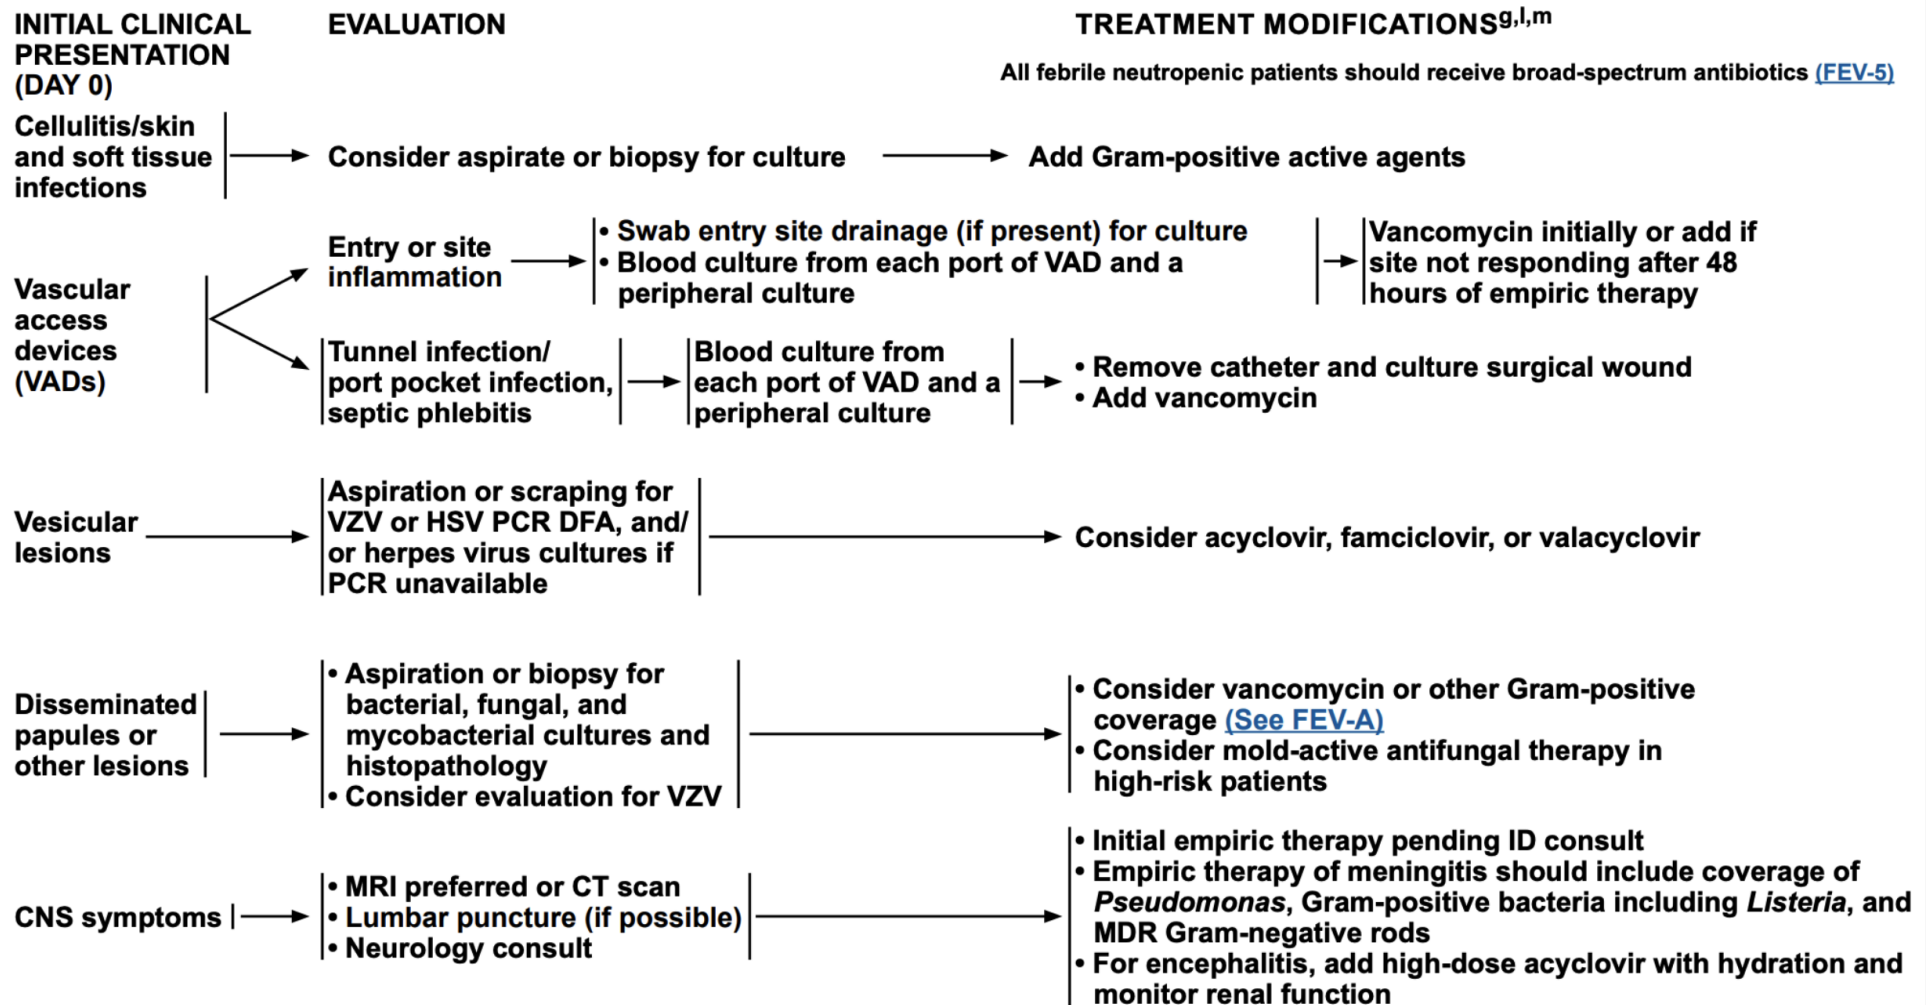 INITIAL CLINICAL
PRESENTATION
(DAY 0)
EVALUATION
TREATMENT MODIFICATIONSg,l,m
All febrile neutropenic patients should receive broad-spectrum antibiotics (FEV-5)
Cellulitis/skin
and soft tissue
infections
Consider aspirate or biopsy for culture
Add Gram-positive active agents
Vascular
access
devices
(VADs)
Entry or site
inflammation
• Swab entry site drainage (if present) for culture
• Blood culture from each port of VAD and a
peripheral culture
Vancomycin initially or add if
site not responding after 48
hours of empiric therapy
Tunnel infection/
port pocket infection,
septic phlebitis
Blood culture from
each port of VAD and a
peripheral culture
• Remove catheter and culture surgical wound
• Add vancomycin
Vesicular
lesions
Aspiration or scraping for
VZV or HSV PCR DFA, and/
or herpes virus cultures if
PCR unavailable
Consider acyclovir, famciclovir, or valacyclovir
Disseminated
papules or
other lesions
• Aspiration or biopsy for
bacterial, fungal, and
mycobacterial cultures and
histopathology
• Consider evaluation for VZV
• Consider vancomycin or other Gram-positive
coverage (See FEV-A)
• Consider mold-active antifungal therapy in
high-risk patients
CNS symptoms
• MRI preferred or CT scan
• Lumbar puncture (if possible)
• Neurology consult
• Initial empiric therapy pending ID consult
• Empiric therapy of meningitis should include coverage of
Pseudomonas, Gram-positive bacteria including Listeria, and
MDR Gram-negative rods
• For encephalitis, add high-dose acyclovir with hydration and
monitor renal function